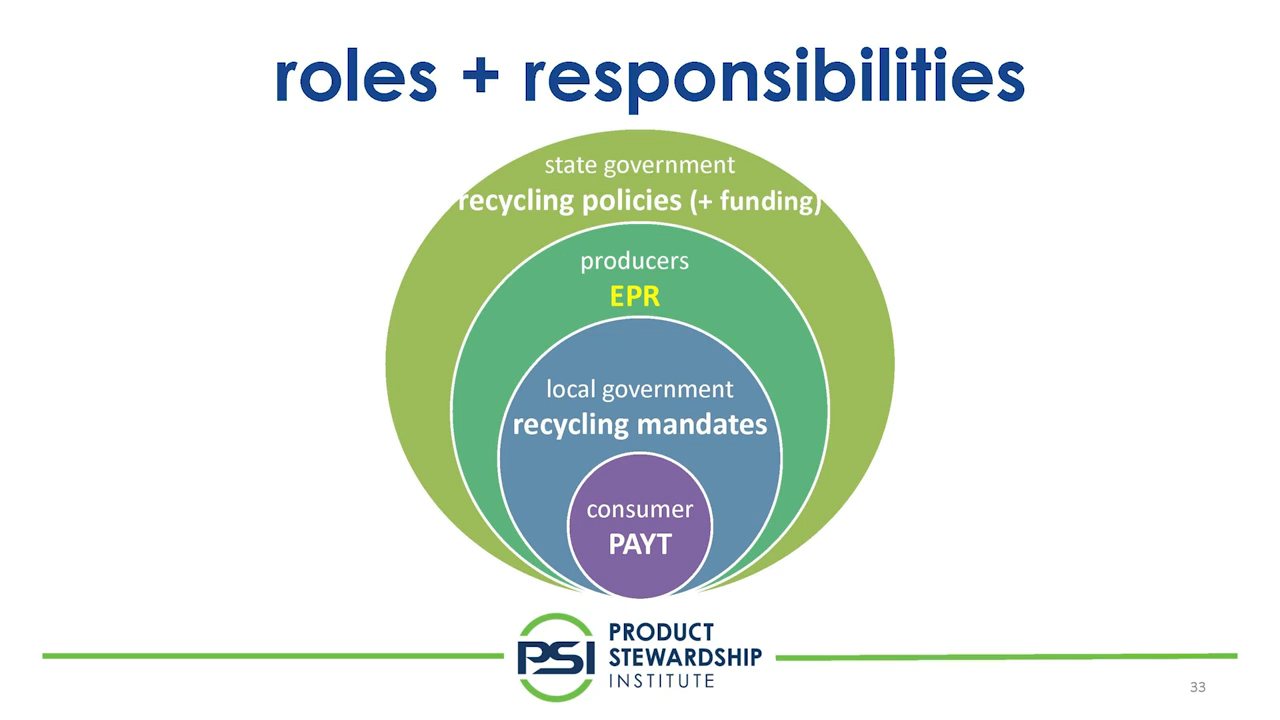 roles + responsibilities
state government
recycling policies (+ funding)
producers
EPR
local government
recycling mandates
consumer
PAYT
PSI
PRODUCT
STEWARDSHIP
INSTITUTE
33